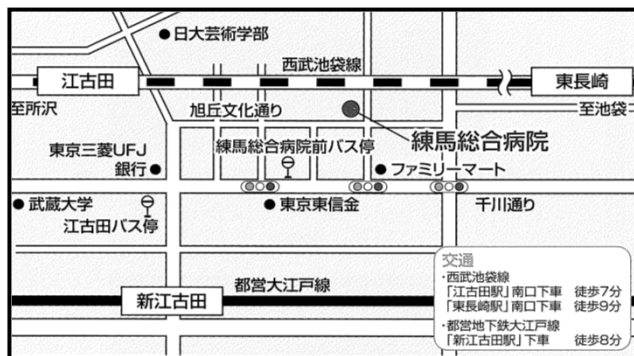 日大芸術学部
西武池袋線
江古田
東長崎
至所沢
旭丘文化通り
至池袋
練馬総合病院
東京三菱UFJ
銀行
練馬総合病院前バス停
ファミリーマート
武蔵大学
江古田バス停
東京東信金
千川通り
交通
・西武池袋線
「江古田駅」南口下車 徒歩7分
「東長崎駅」南口下車 徒歩9分
・都営地下鉄大江戸線
「新江古田駅」下車 徒歩8分
都営大江戸線
新江古田